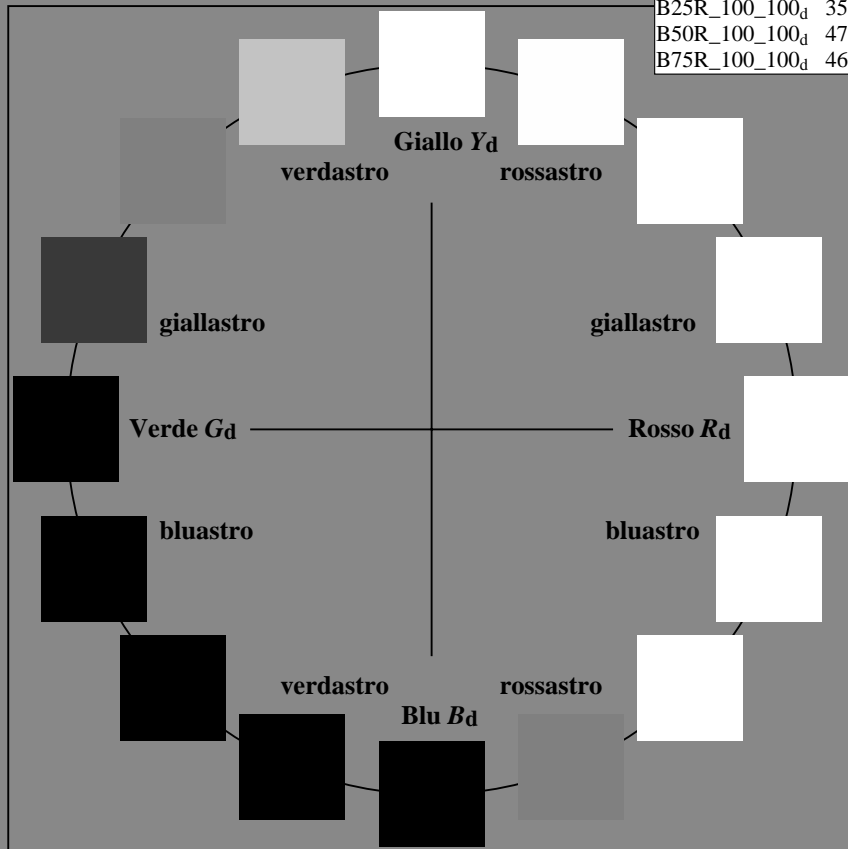 B25R_100_100d 35
B50R_100_100d 47
B75R_100_100d 46
Giallo Yd
verdastro rossastro
giallastro giallastro
Verde Gd Rosso Rd
bluastro bluastro
verdastro rossastro
Blu Bd